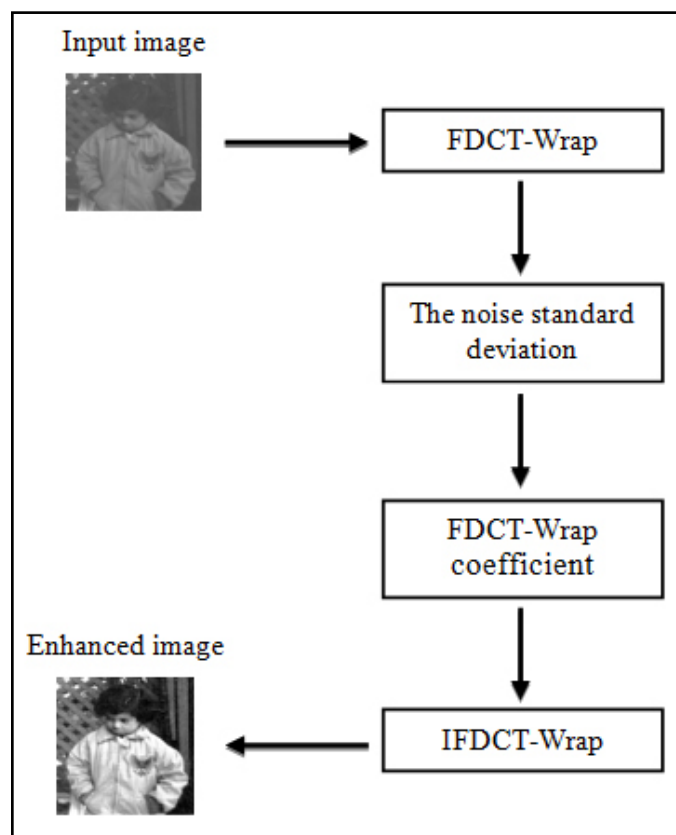 Input image
FDCT-Wrap
The noise standard
deviation
FDCT-Wrap
coefficient
Enhanced image
IFDCT-Wrap